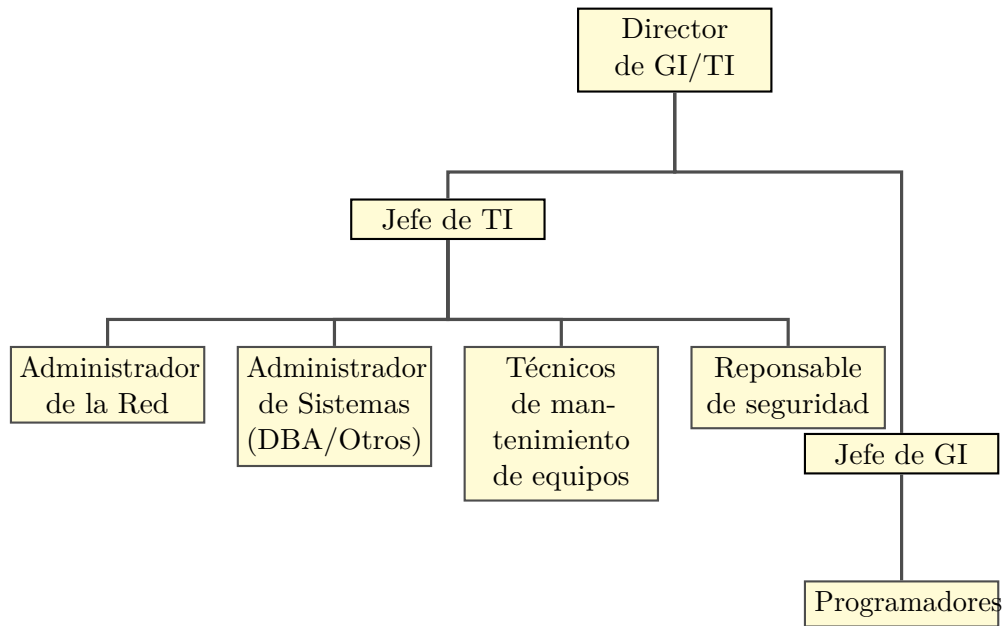 Director
de GI/TI
Jefe de TI
Administrador
de la Red
Administrador
de Sistemas
(DBA/Otros)
Técnicos
de man-
tenimiento
de equipos
Reponsable
de seguridad
Jefe de GI
Programadores